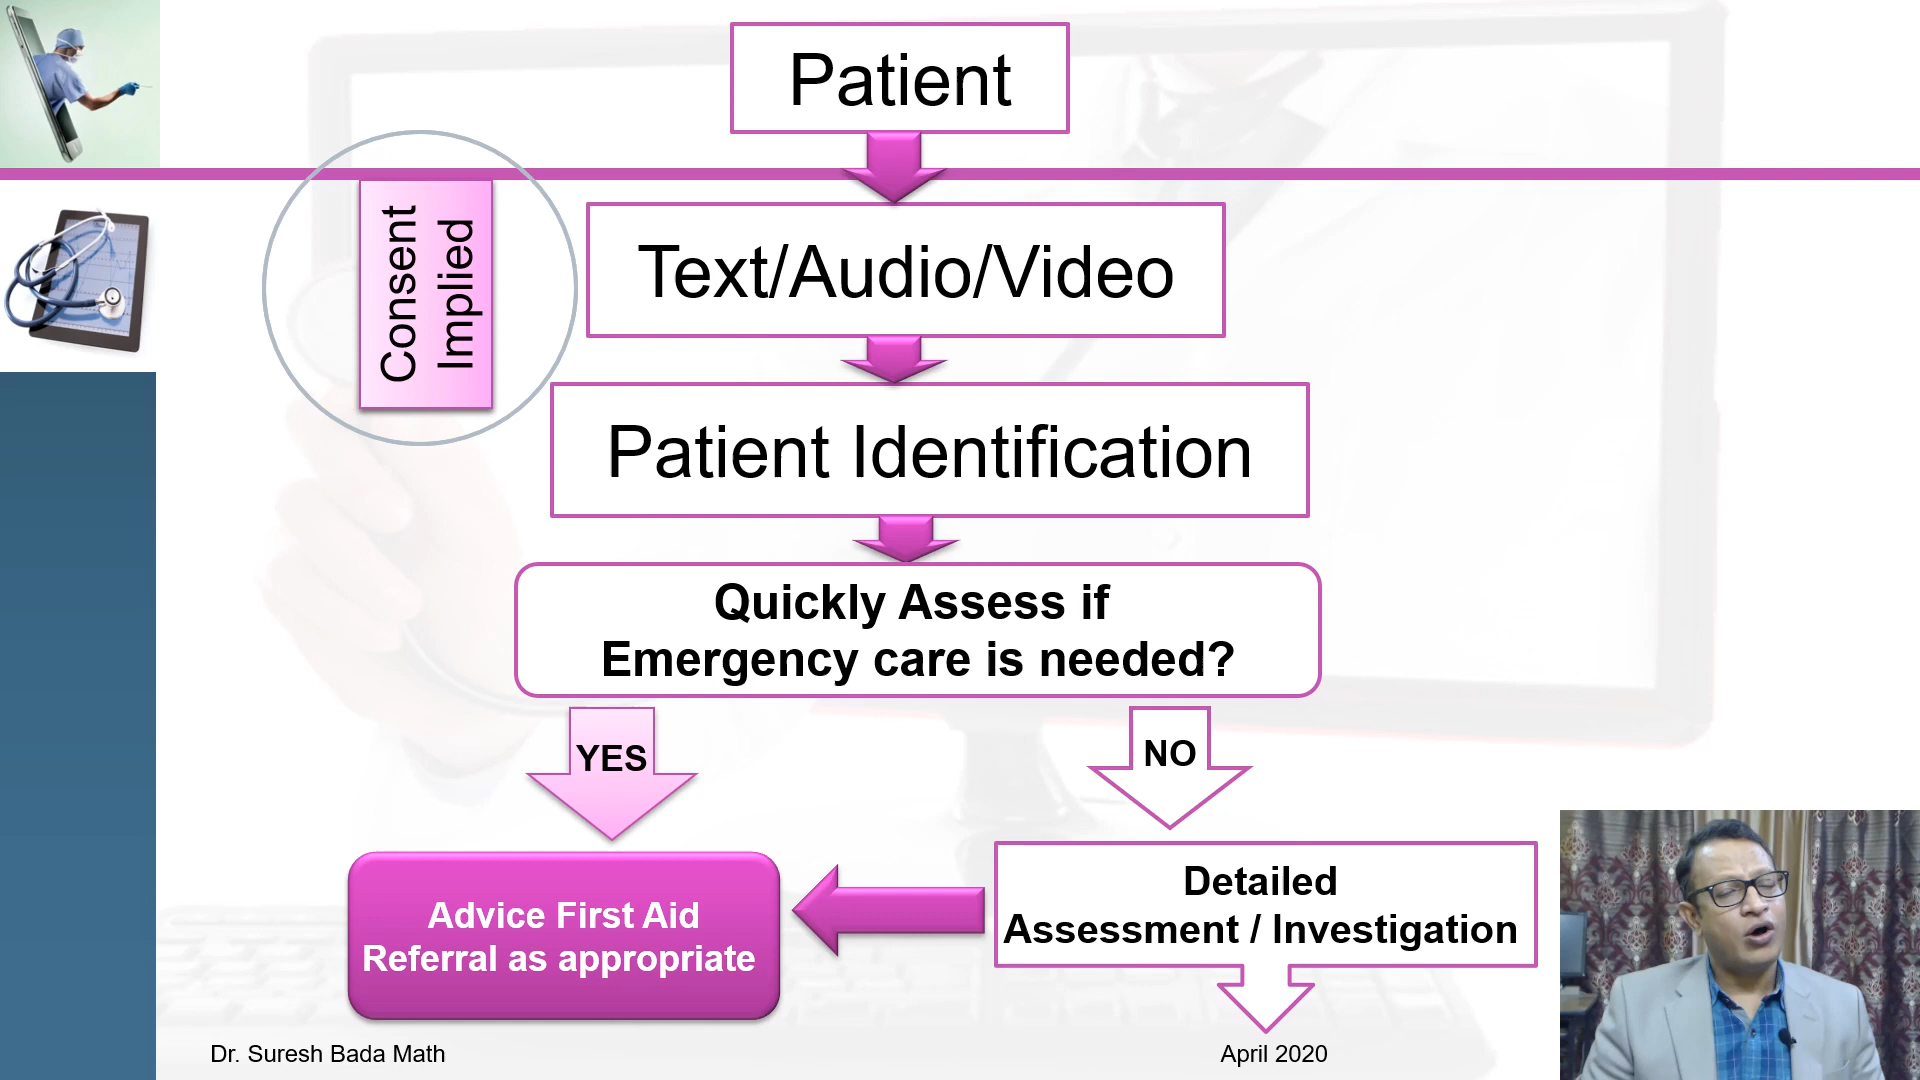 Patient
Consent
Implied
Text/Audio/Video
Patient Identification
Quickly Assess if
Emergency care is needed?
YES
NO
Advice First Aid
Referral as appropriate
Detailed
Assessment / Investigation
Dr. Suresh Bada Math
April 2020